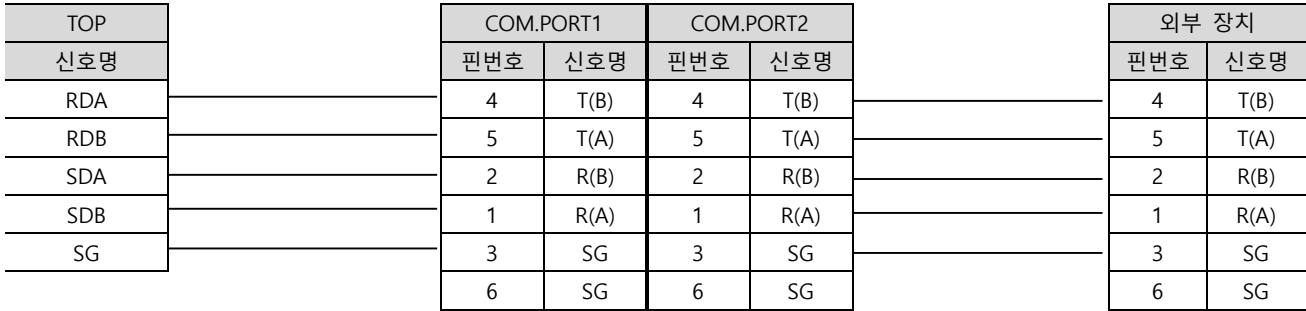 TOP COM.PORT1 COM.PORT2 외부 장치
신호명 핀번호 신호명 핀번호 신호명 핀번호 신호명
RDA 4 T(B) 4 T(B) 4 T(B)
RDB 5 T(A) 5 T(A) 5 T(A)
SDA 2 R(B) 2 R(B) 2 R(B)
SDB 1 R(A) 1 R(A) 1 R(A)
SG 3 SG 3 SG 3 SG
6 SG 6 SG 6 SG